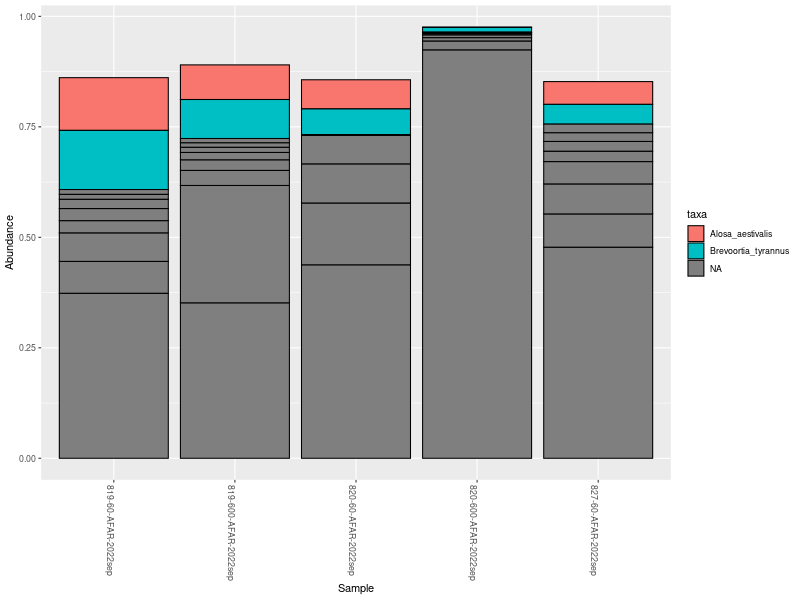 1.00
0.75
0.50
0.25
0.00
Abundance
819-60-AFAR-2022sep
819-600-AFAR-2022sep
820-60-AFAR-2022sep
820-600-AFAR-2022sep
827-60-AFAR-2022sep
Sample
taxa
Alosa_aestivalis
Brevoortia_tyrannus
NA